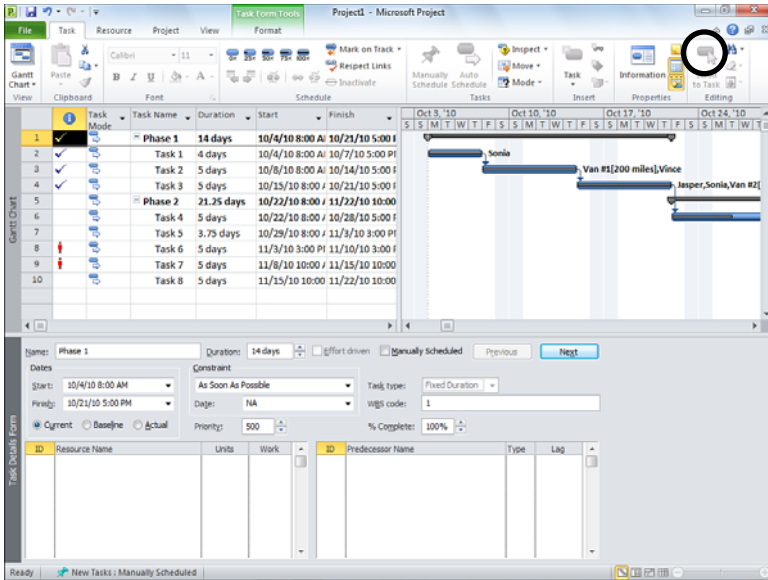 Task Form Tools
Project1 - Microsoft Project
File Task Resource Project View Format
Gantt Chart
Paste
Calibri 11
B I U A
0% 25% 50% 75% 100%
Mark on Track
Respect Links
Inactivate
Manually Schedule
Auto Schedule
Inspect
Move
Mode
Task
Information
to Task
View Clipboard Font Schedule Tasks Insert Properties Editing
Task Mode Task Name Duration Start Finish
Oct 3, '10 Oct 10, '10 Oct 17, '10 Oct 24, '10
S S M T W T F S S M T W T F S S M T W T F S S M T W T
1 Phase 1 14 days 10/4/10 8:00 AM 10/21/10 5:00 P
2 Task 1 4 days 10/4/10 8:00 AM 10/7/10 5:00 PM
Sonia
3 Task 2 5 days 10/8/10 8:00 AM 10/14/10 5:00 P
Van #1[200 miles],Vince
4 Task 3 5 days 10/15/10 8:00 A 10/21/10 5:00 P
Jasper,Sonia,Van #2[
5 Phase 2 21.25 days 10/22/10 8:00 A 11/22/10 10:00
6 Task 4 5 days 10/22/10 8:00 A 10/28/10 5:00 P
7 Task 5 3.75 days 10/29/10 8:00 A 11/3/10 3:00 PM
8 Task 6 5 days 11/3/10 3:00 PM 11/10/10 3:00 P
9 Task 7 5 days 11/8/10 10:00 A 11/15/10 10:00
10 Task 8 5 days 11/15/10 10:00 11/22/10 10:00
Gantt Chart
Name: Phase 1 Duration: 14 days Effort driven Manually Scheduled Previous Next
Dates Constraint
Start: 10/4/10 8:00 AM As Soon As Possible Task type: Fixed Duration
Finish: 10/21/10 5:00 PM Date: NA WBS code: 1
Current Baseline Actual Priority: 500 % Complete: 100%
ID Resource Name Units Work ID Predecessor Name Type Lag
Task Details Form
Ready New Tasks : Manually Scheduled